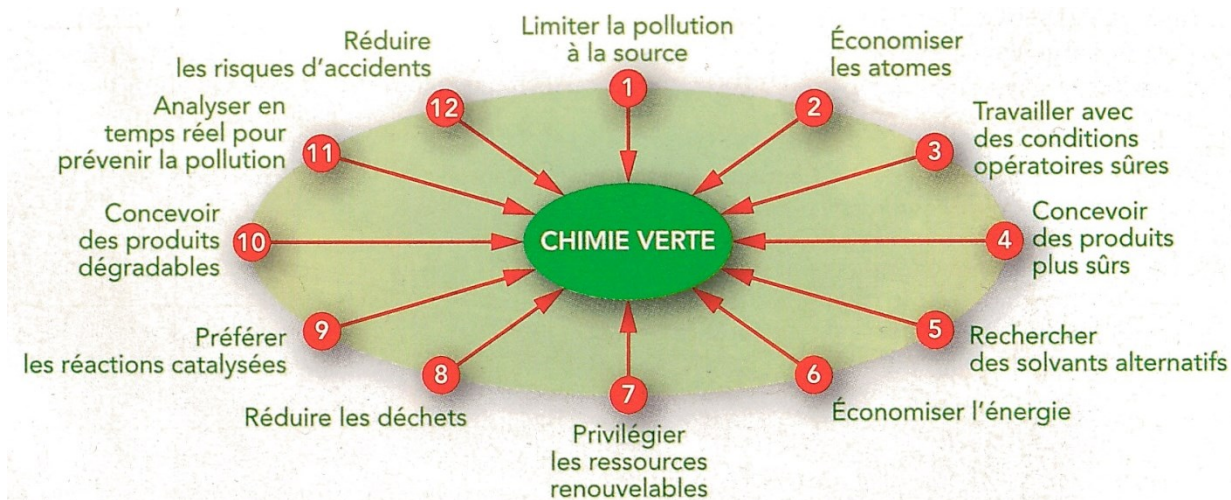 1
Limiter la pollution
à la source
2
Économiser
les atomes
3
Travailler avec
des conditions
opératoires sûres
4
Concevoir
des produits
plus sûrs
5
Rechercher
des solvants alternatifs
6
Économiser l'énergie
7
Privilégier
les ressources
renouvelables
8
Réduire les déchets
9
Préférer
les réactions catalysées
10
Concevoir
des produits
dégradables
11
Analyser en
temps réel pour
prévenir la pollution
12
Réduire
les risques d'accidents
CHIMIE VERTE